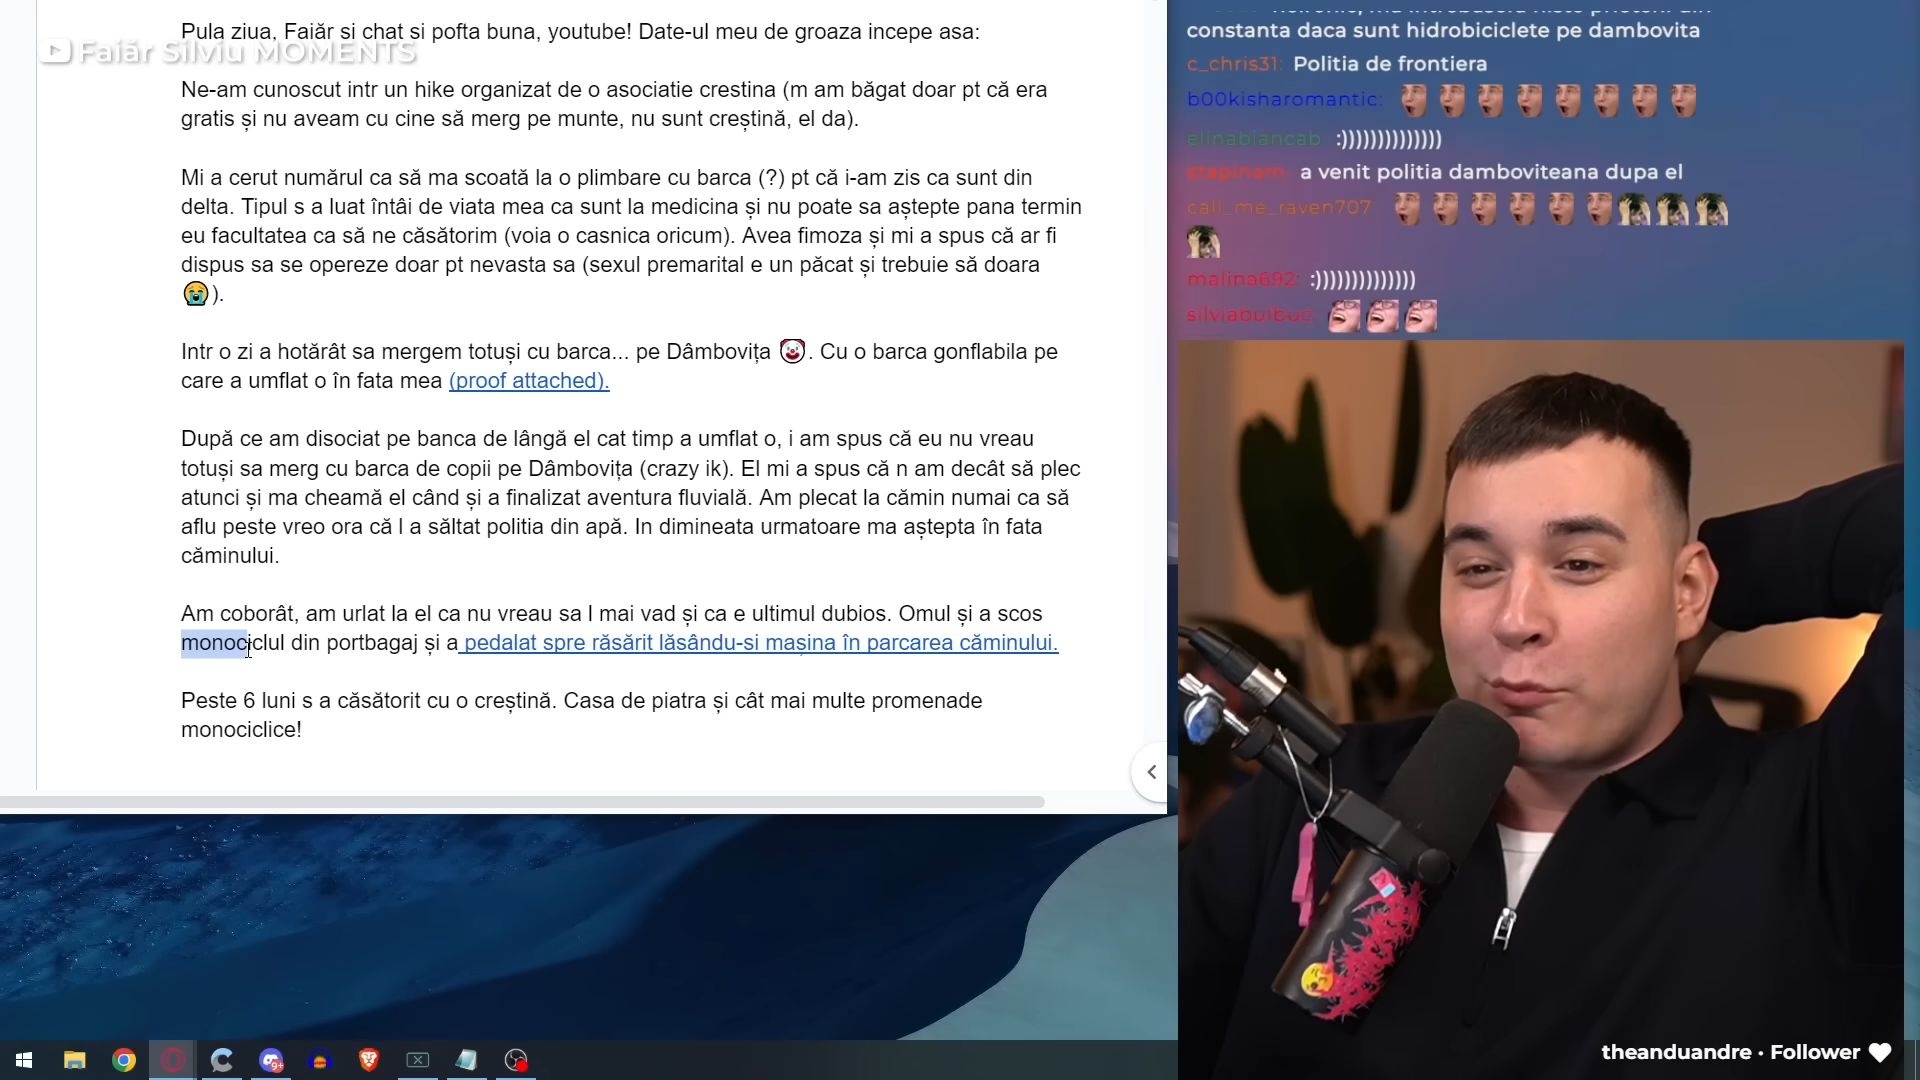 Pula ziua, Faiăr si chat si pofta buna, youtube! Date-ul meu de groaza incepe asa:
Faiăr Silviu MOMENTS
Ne-am cunoscut intr un hike organizat de o asociatie crestina (m am băgat doar pt că era
gratis și nu aveam cu cine să merg pe munte, nu sunt creștină, el da).
Mi a cerut numărul ca să ma scoată la o plimbare cu barca (?) pt că i-am zis ca sunt din
delta. Tipul s a luat întâi de viata mea ca sunt la medicina și nu poate sa aștepte pana termin
eu facultatea ca să ne căsătorim (voia o casnica oricum). Avea fimoza și mi a spus că ar fi
dispus sa se opereze doar pt nevasta sa (sexul premarital e un păcat și trebuie să doara
😭).
Intr o zi a hotărât sa mergem totuși cu barca... pe Dâmbovița 🤡. Cu o barca gonflabila pe
care a umflat o în fata mea (proof attached).
După ce am disociat pe banca de lângă el cat timp a umflat o, i am spus că eu nu vreau
totuși sa merg cu barca de copii pe Dâmbovița (crazy ik). El mi a spus că n am decât să plec
atunci și ma cheamă el când și a finalizat aventura fluvială. Am plecat la cămin numai ca să
aflu peste vreo ora că l a săltat politia din apă. In dimineata urmatoare ma aștepta în fata
căminului.
Am coborât, am urlat la el ca nu vreau sa l mai vad și ca e ultimul dubios. Omul și a scos
monociclul din portbagaj și a pedalat spre răsărit lăsându-si mașina în parcarea căminului.
Peste 6 luni s a căsătorit cu o creștină. Casa de piatra și cât mai multe promenade
monociclice!
constanta daca sunt hidrobiciclete pe dambovita
c_chris31: Politia de frontiera
b00kisharomantic:
elinabiancab: :))))))))))))))
stapinam: a venit politia damboviteana dupa el
call_me_raven707:
malina692: :))))))))))))))
silviabulbuc:
9+
theanduandre · Follower